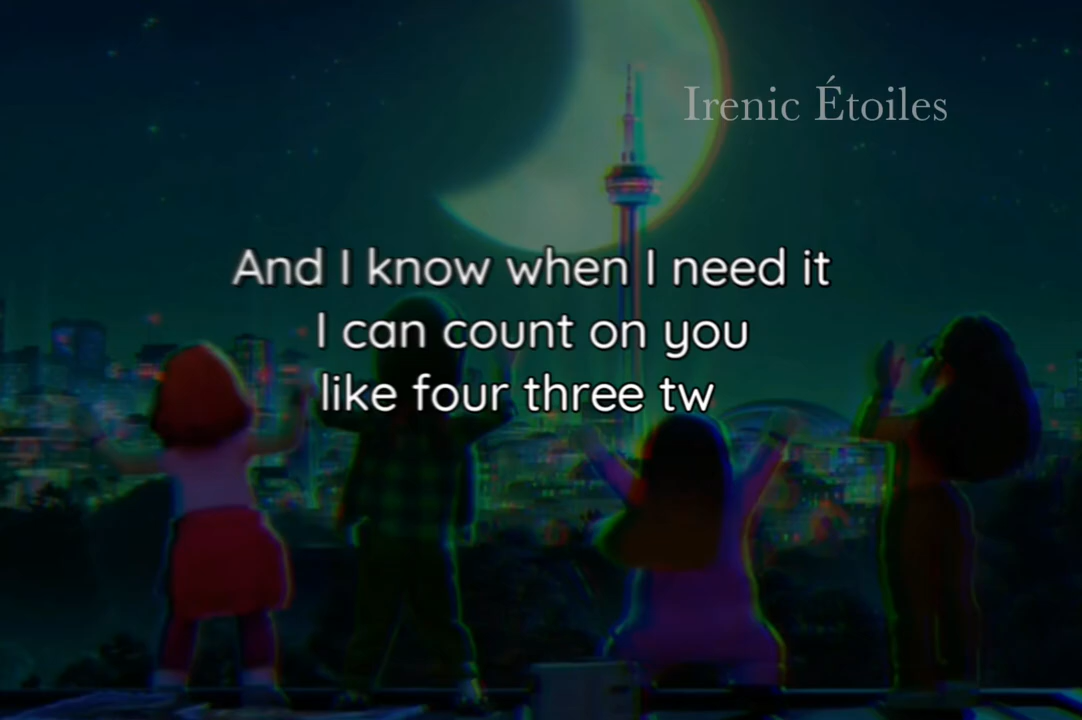 Irenic Étoiles
And I know when I need it
I can count on you
like four three tw